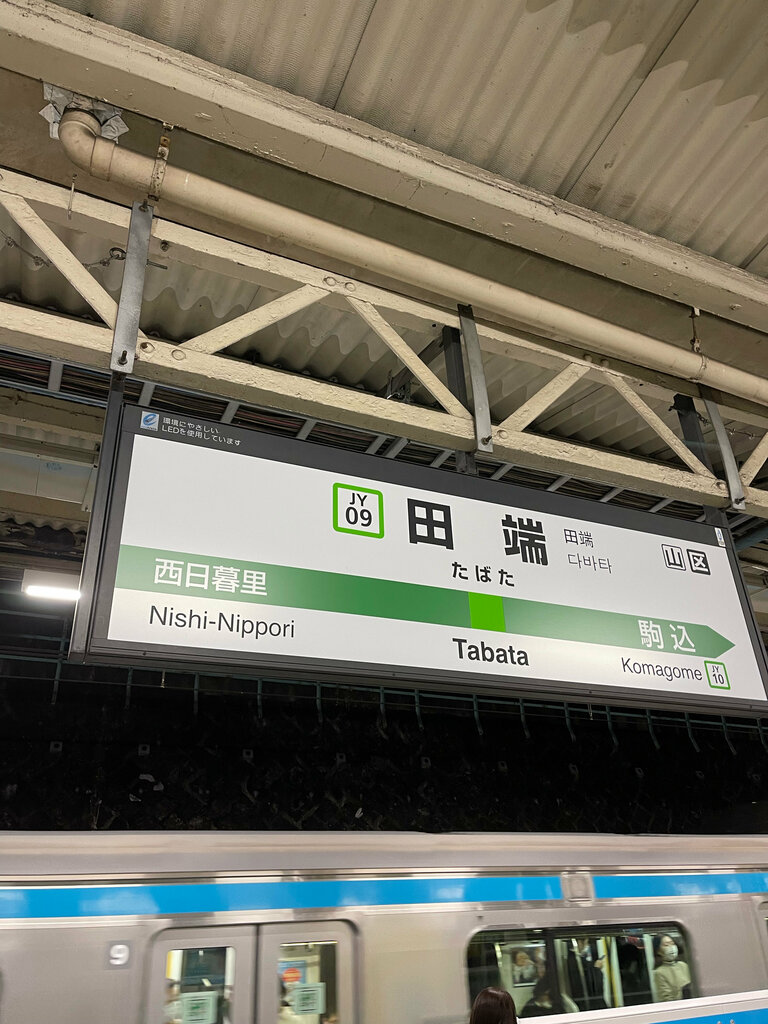 環境にやさしい
LEDを使用しています
JY
09
田端
田端
다바타
山 区
たばた
西日暮里
駒込
Nishi-Nippori
Tabata
Komagome
JY
10
9